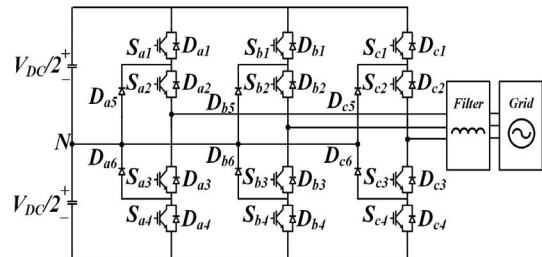 S_a1 D_a1 S_b1 D_b1 S_c1 D_c1
V_DC/2 + −
S_a2 D_a2 S_b2 D_b2 S_c2 D_c2
D_a5 D_b5 D_c5
Filter Grid
N
D_a6 D_b6 D_c6
S_a3 D_a3 S_b3 D_b3 S_c3 D_c3
V_DC/2 + −
S_a4 D_a4 S_b4 D_b4 S_c4 D_c4